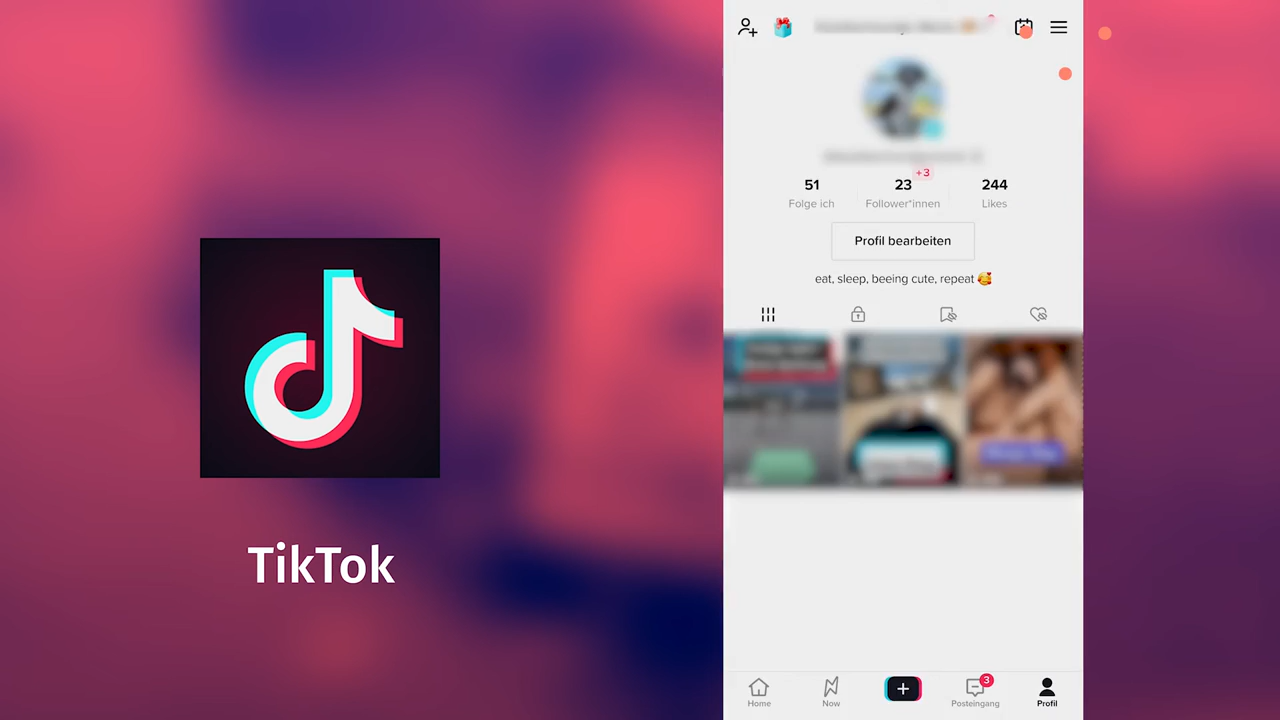 TikTok
+3
51
23
244
Folge ich
Follower*innen
Likes
Profil bearbeiten
eat, sleep, beeing cute, repeat 🥰
3
Home
Now
Posteingang
Profil